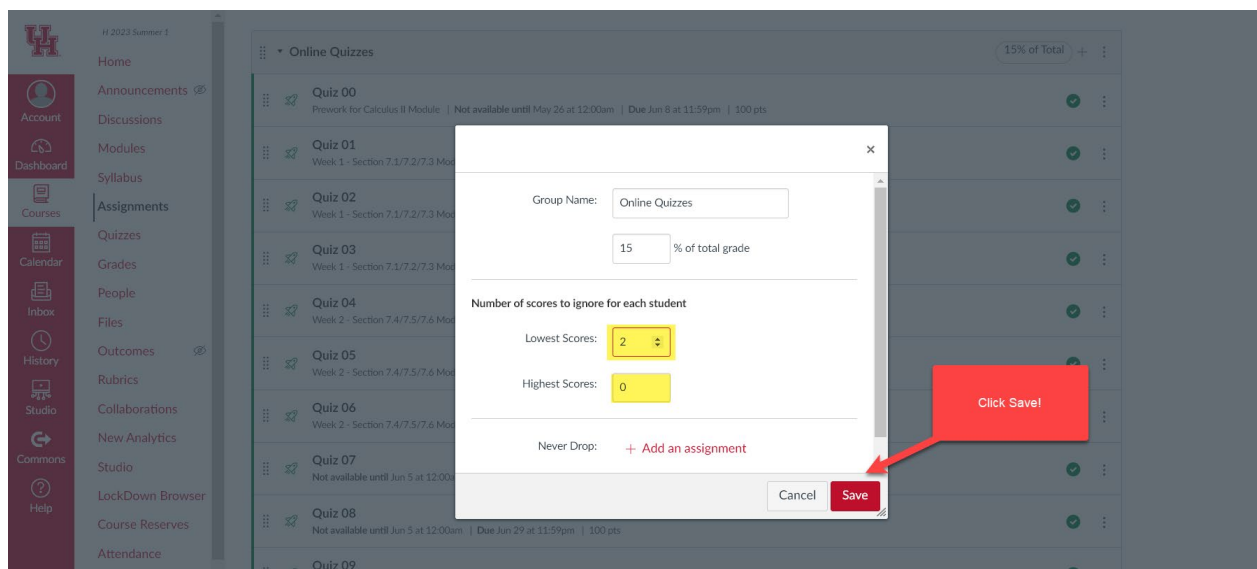 UH
Account
Dashboard
Courses
Calendar
Inbox
History
Studio
Commons
Help
H 2023 Summer 1
Home
Announcements
Discussions
Modules
Syllabus
Assignments
Quizzes
Grades
People
Files
Outcomes
Rubrics
Collaborations
New Analytics
Studio
LockDown Browser
Course Reserves
Attendance
Online Quizzes
15% of Total
Quiz 00
Prework for Calculus II Module | Not available until May 26 at 12:00am | Due Jun 8 at 11:59pm | 100 pts
Quiz 01
Week 1 - Section 7.1/7.2/7.3 Mod
Quiz 02
Week 1 - Section 7.1/7.2/7.3 Mod
Quiz 03
Week 1 - Section 7.1/7.2/7.3 Mod
Quiz 04
Week 2 - Section 7.4/7.5/7.6 Mod
Quiz 05
Week 2 - Section 7.4/7.5/7.6 Mod
Quiz 06
Week 2 - Section 7.4/7.5/7.6 Mod
Quiz 07
Not available until Jun 5 at 12:00a
Quiz 08
Not available until Jun 5 at 12:00am | Due Jun 29 at 11:59pm | 100 pts
Quiz 09
Group Name: Online Quizzes
15 % of total grade
Number of scores to ignore for each student
Lowest Scores: 2
Highest Scores: 0
Never Drop: + Add an assignment
Cancel Save
Click Save!